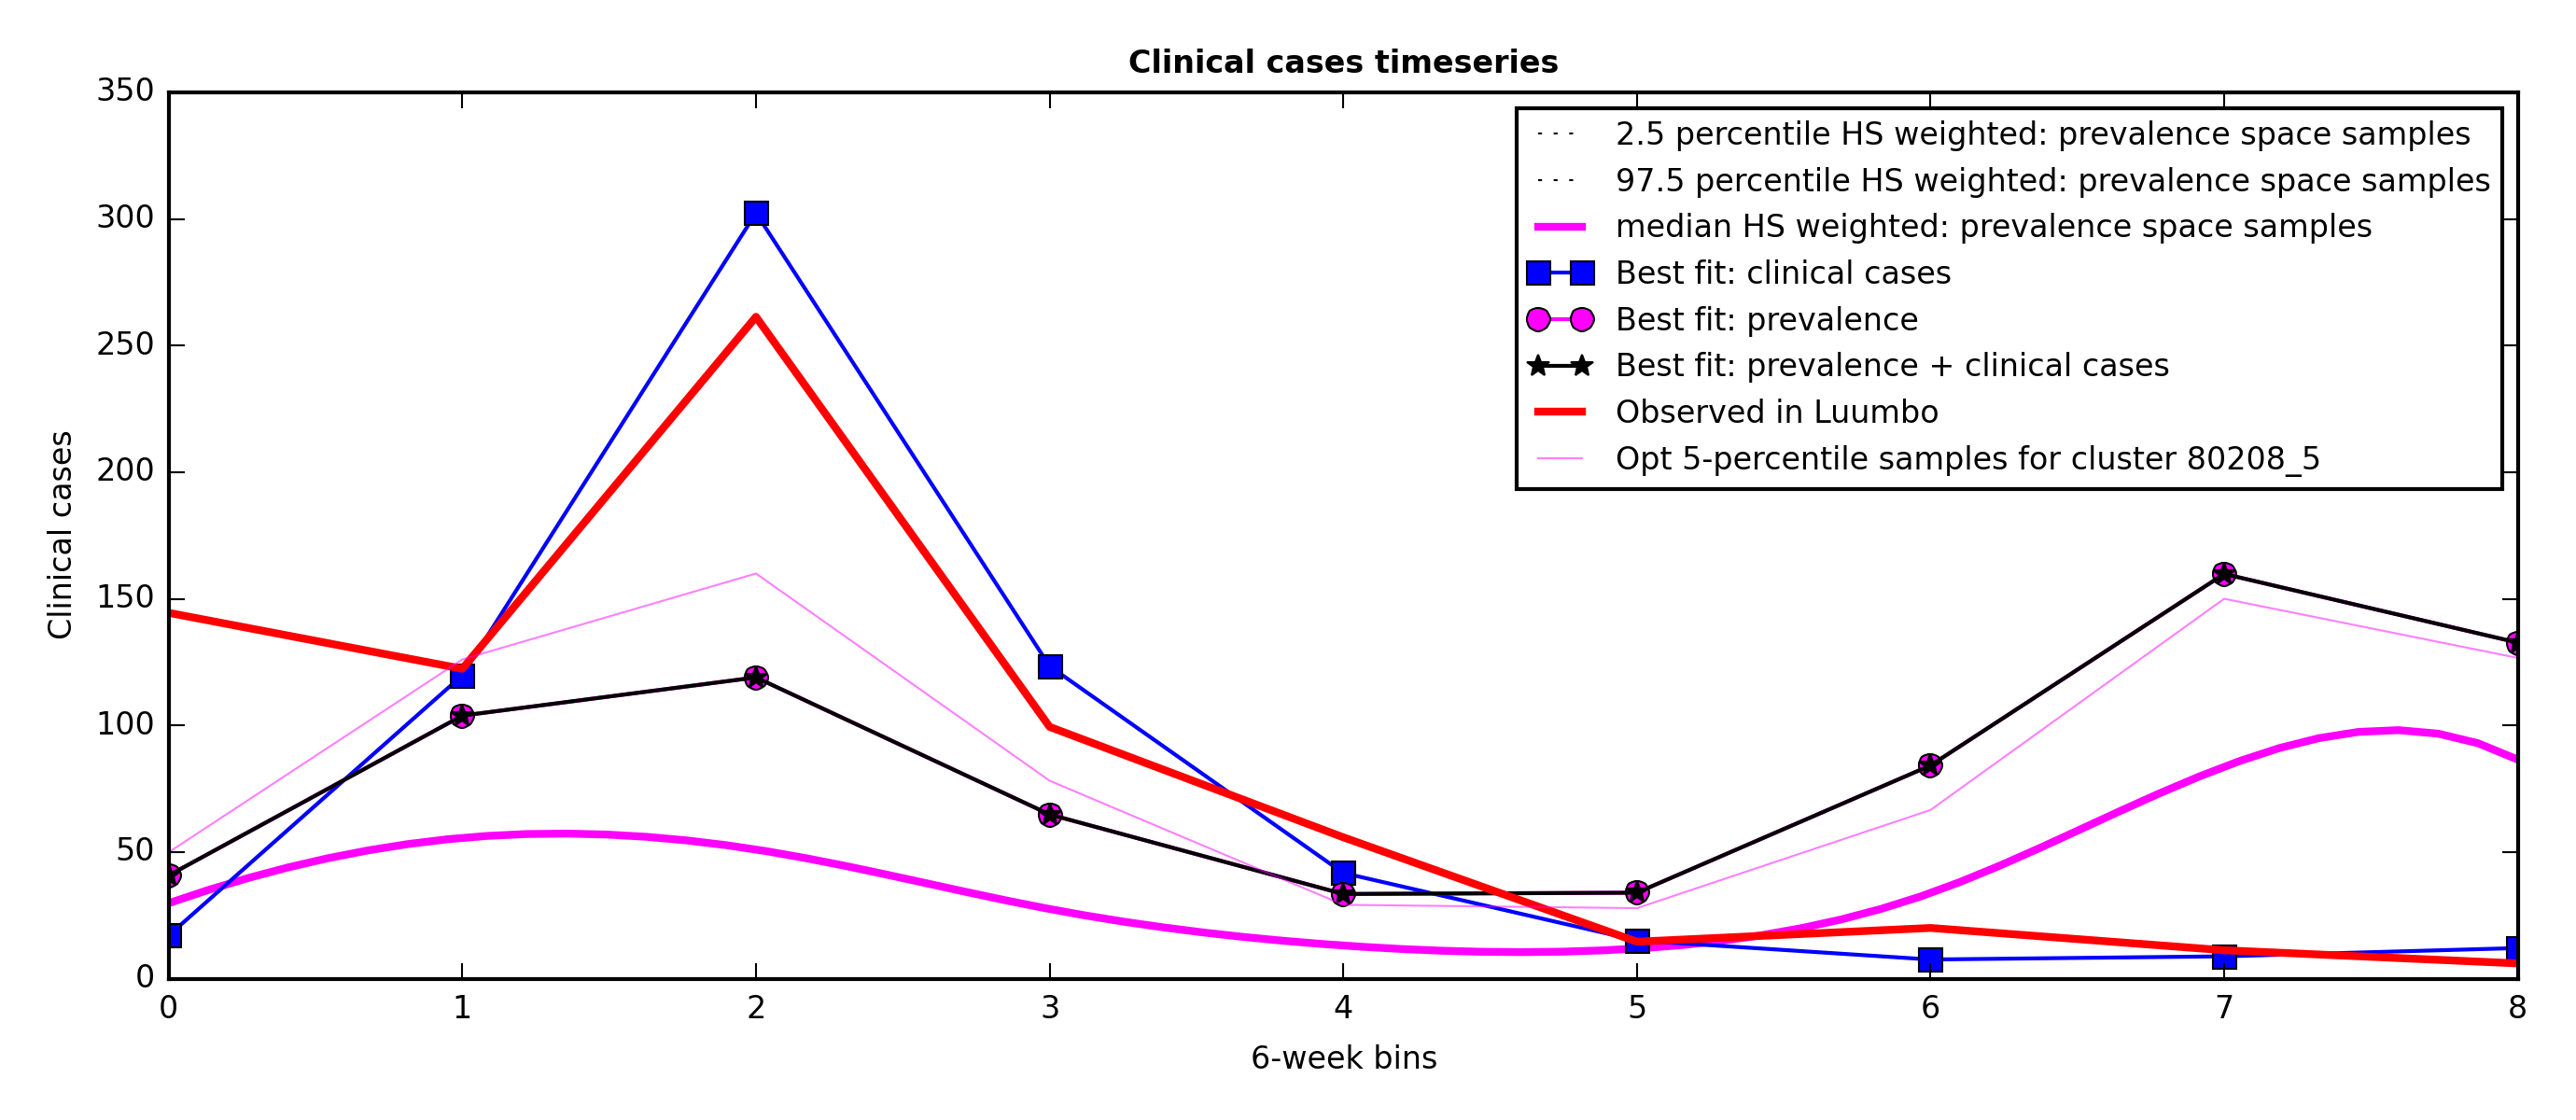 Clinical cases timeseries
350
300
250
200
150
100
50
0
Clinical cases
2.5 percentile HS weighted: prevalence space samples
97.5 percentile HS weighted: prevalence space samples
median HS weighted: prevalence space samples
Best fit: clinical cases
Best fit: prevalence
Best fit: prevalence + clinical cases
Observed in Luumbo
Opt 5-percentile samples for cluster 80208_5
0 1 2 3 4 5 6 7 8
6-week bins